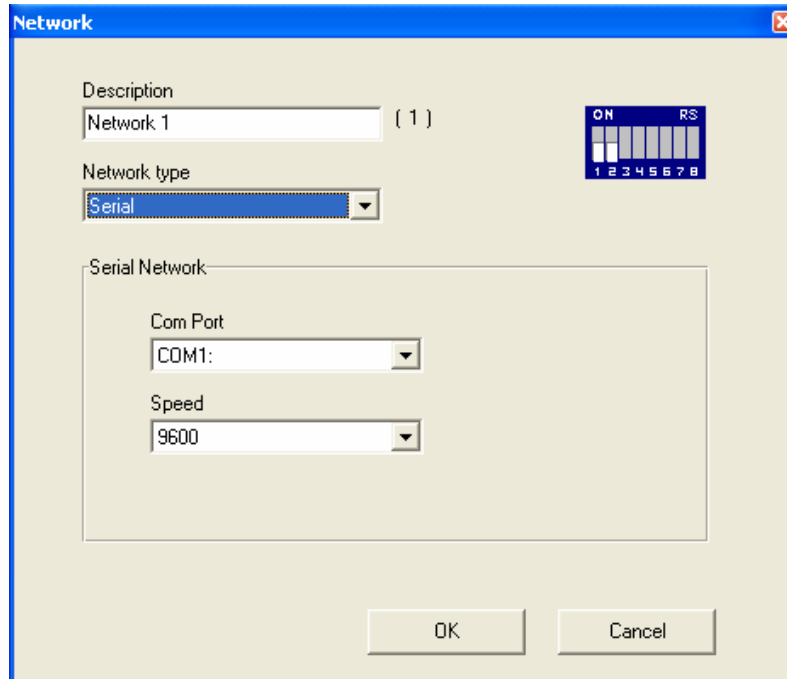 Network
Description
Network 1 ( 1 )
ON RS
1 2 3 4 5 6 7 8
Network type
Serial
Serial Network
Com Port
COM1:
Speed
9600
OK Cancel